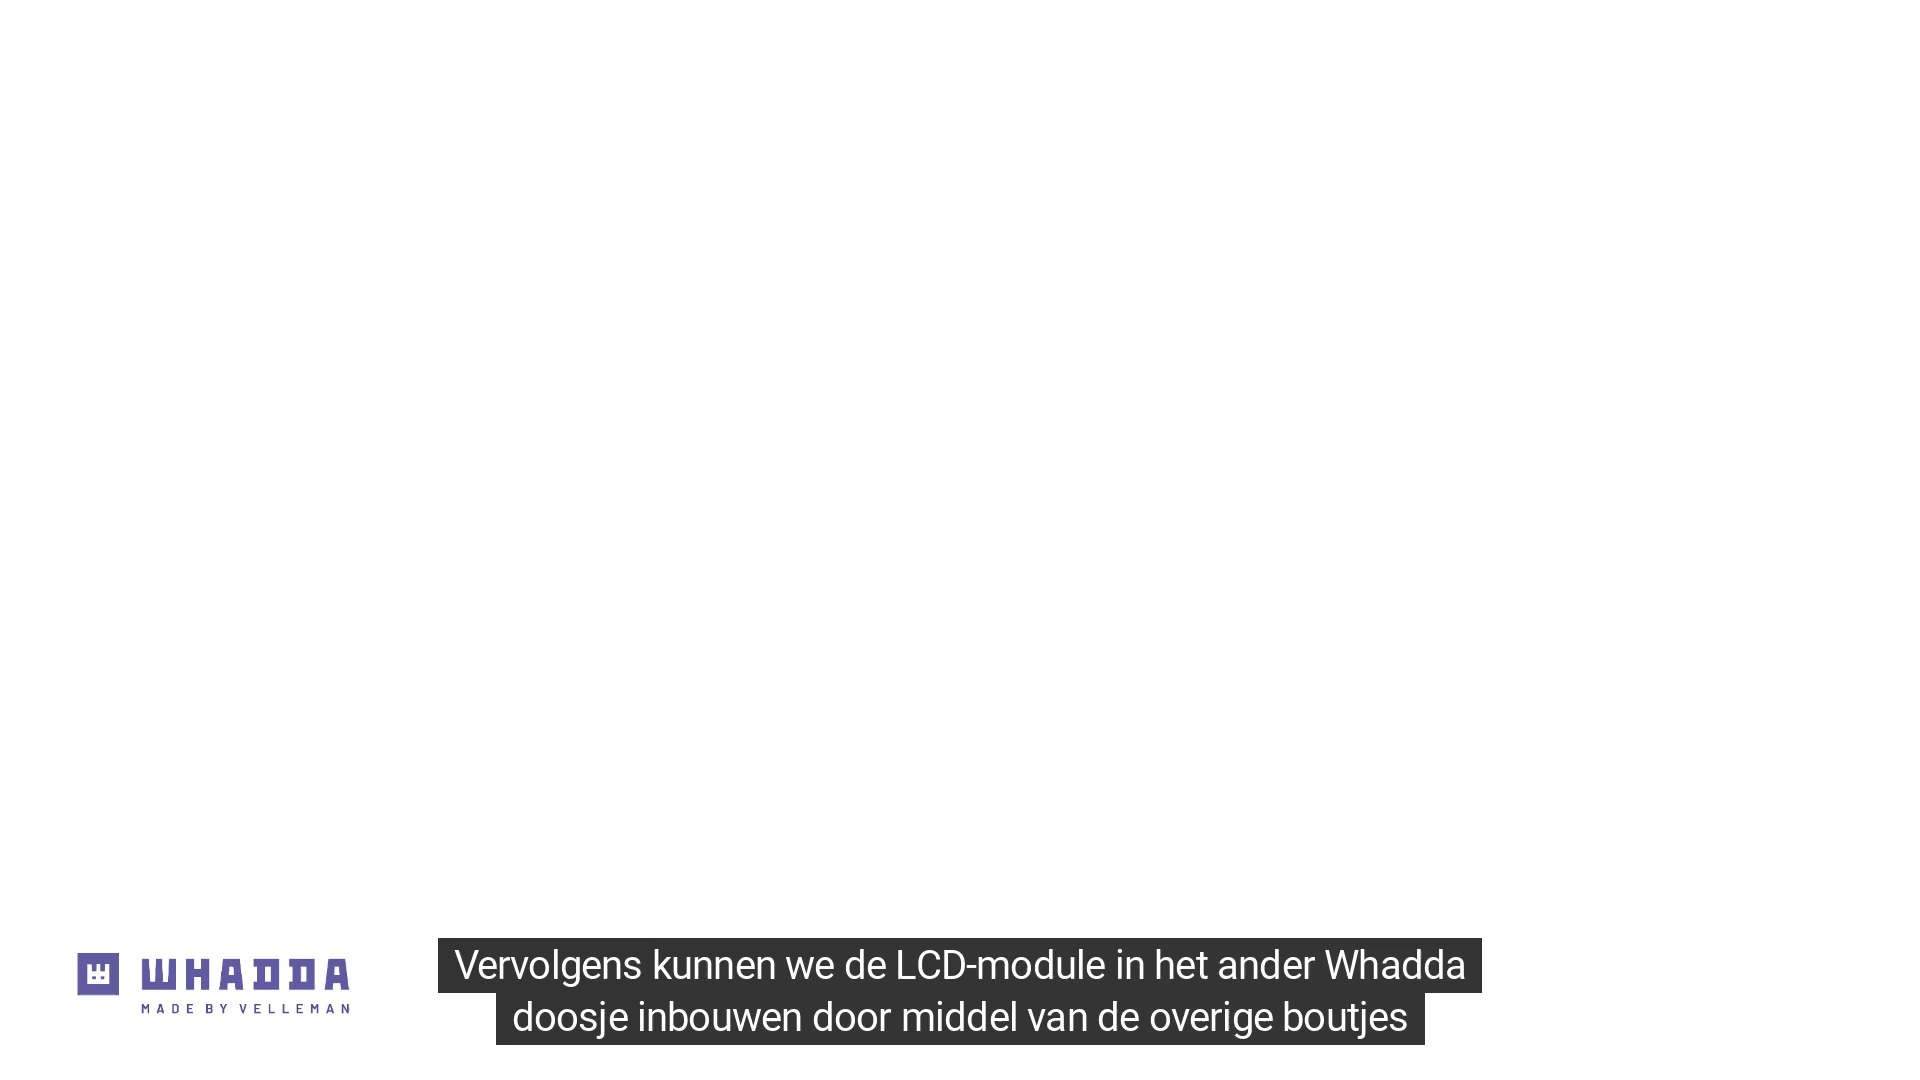 WHADDA
MADE BY VELLEMAN
Vervolgens kunnen we de LCD-module in het ander Whadda
doosje inbouwen door middel van de overige boutjes